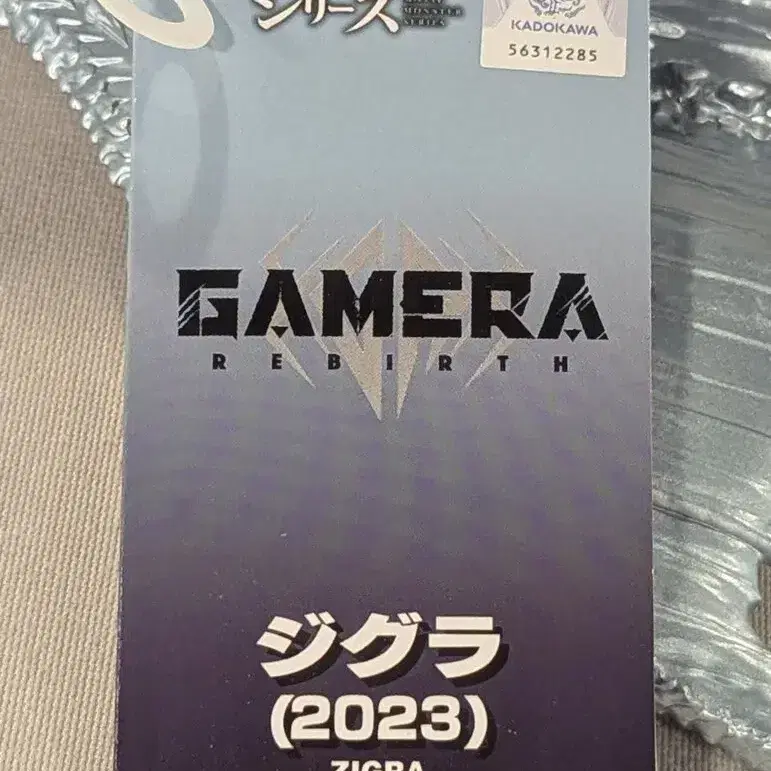 シリーズ
MONSTER
SERIES
KADOKAWA
56312285
GAMERA
REBIRTH
ジグラ
(2023)
ZIGRA